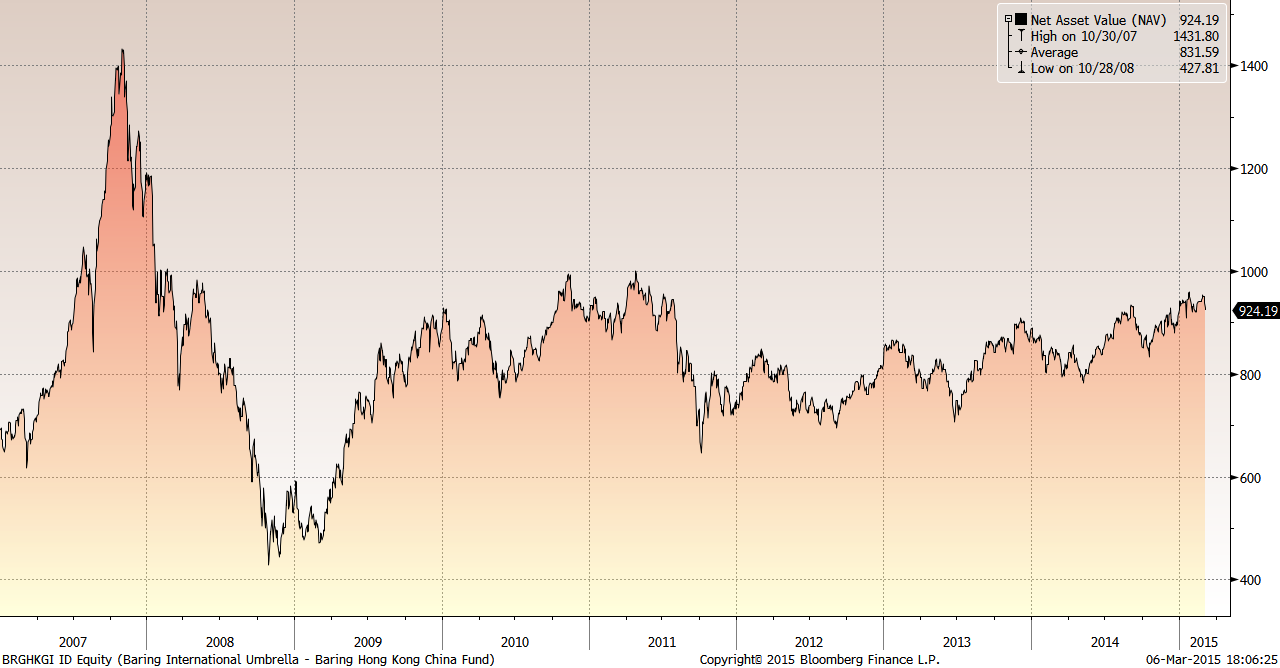 Net Asset Value (NAV) 924.19
High on 10/30/07 1431.80
Average 831.59
Low on 10/28/08 427.81
1400
1200
1000
924.19
800
600
400
2007 2008 2009 2010 2011 2012 2013 2014 2015
BRGHKGI ID Equity (Baring International Umbrella - Baring Hong Kong China Fund) Copyright© 2015 Bloomberg Finance L.P. 06-Mar-2015 18:06:25